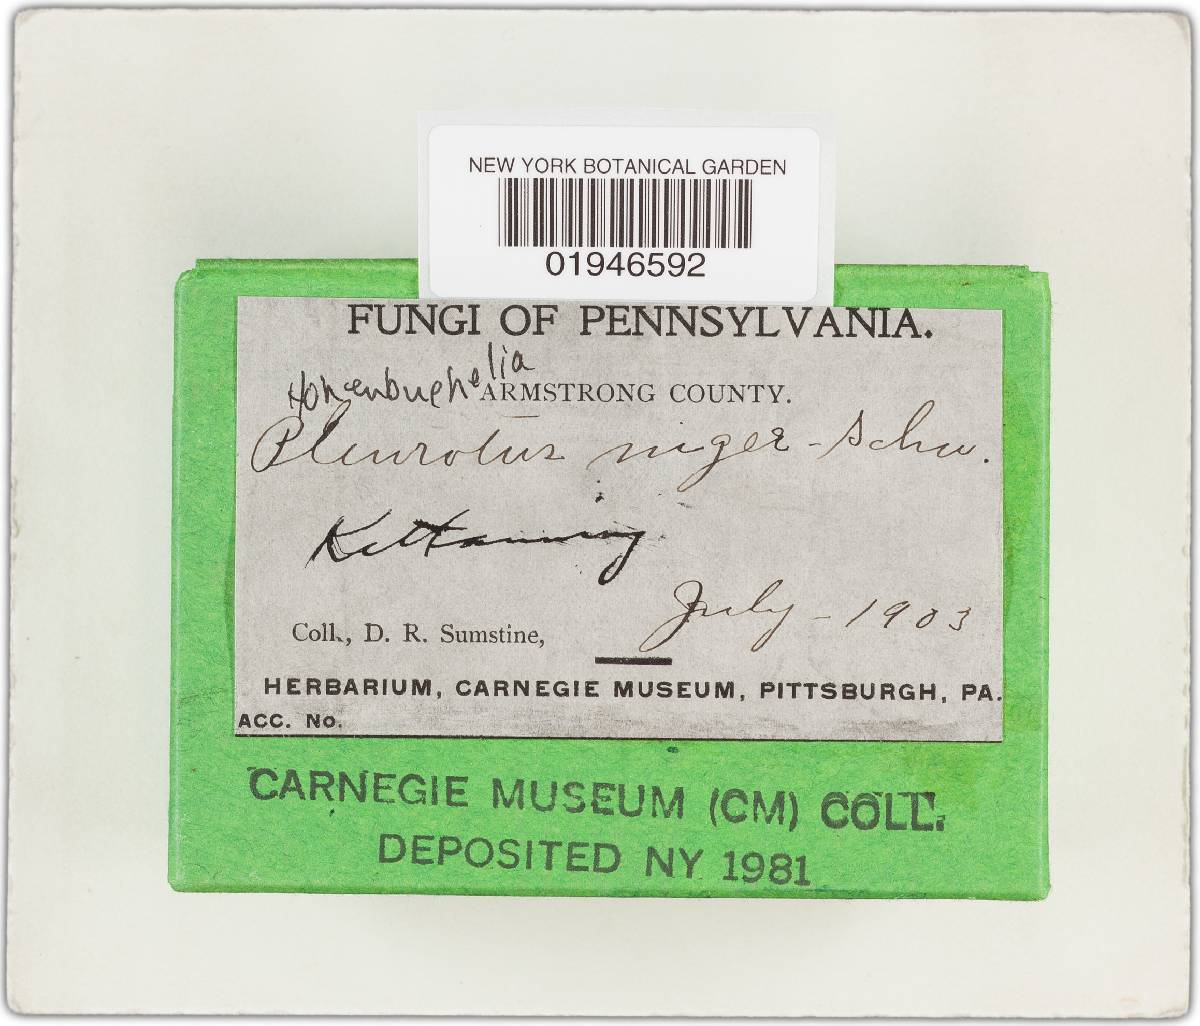 NEW YORK BOTANICAL GARDEN
01946592
FUNGI OF PENNSYLVANIA.
Hohenbuehelia
ARMSTRONG COUNTY.
Pleurotus niger - Schw.
Kittanning
July - 1903
Coll., D. R. Sumstine,
HERBARIUM, CARNEGIE MUSEUM, PITTSBURGH, PA.
ACC. No.
CARNEGIE MUSEUM (CM) COLL.
DEPOSITED NY 1981